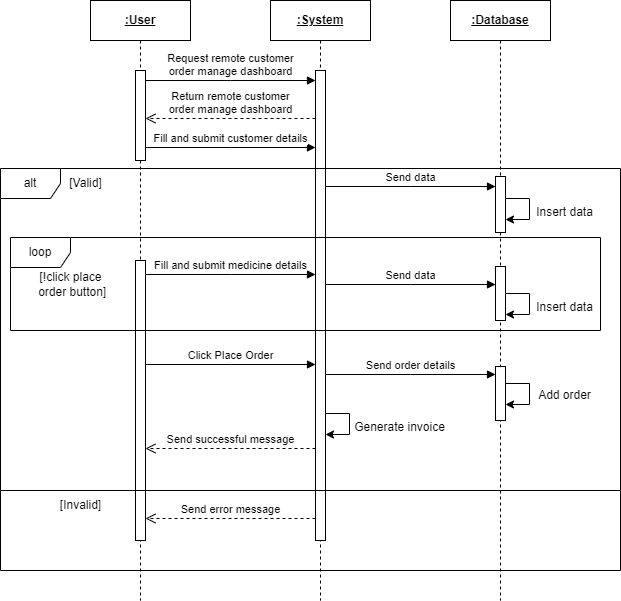 :User
:System
:Database
Request remote customer
order manage dashboard
Return remote customer
order manage dashboard
Fill and submit customer details
alt
[Valid]
Send data
Insert data
loop
[!click place
order button]
Fill and submit medicine details
Send data
Insert data
Click Place Order
Send order details
Add order
Generate invoice
Send successful message
[Invalid]
Send error message